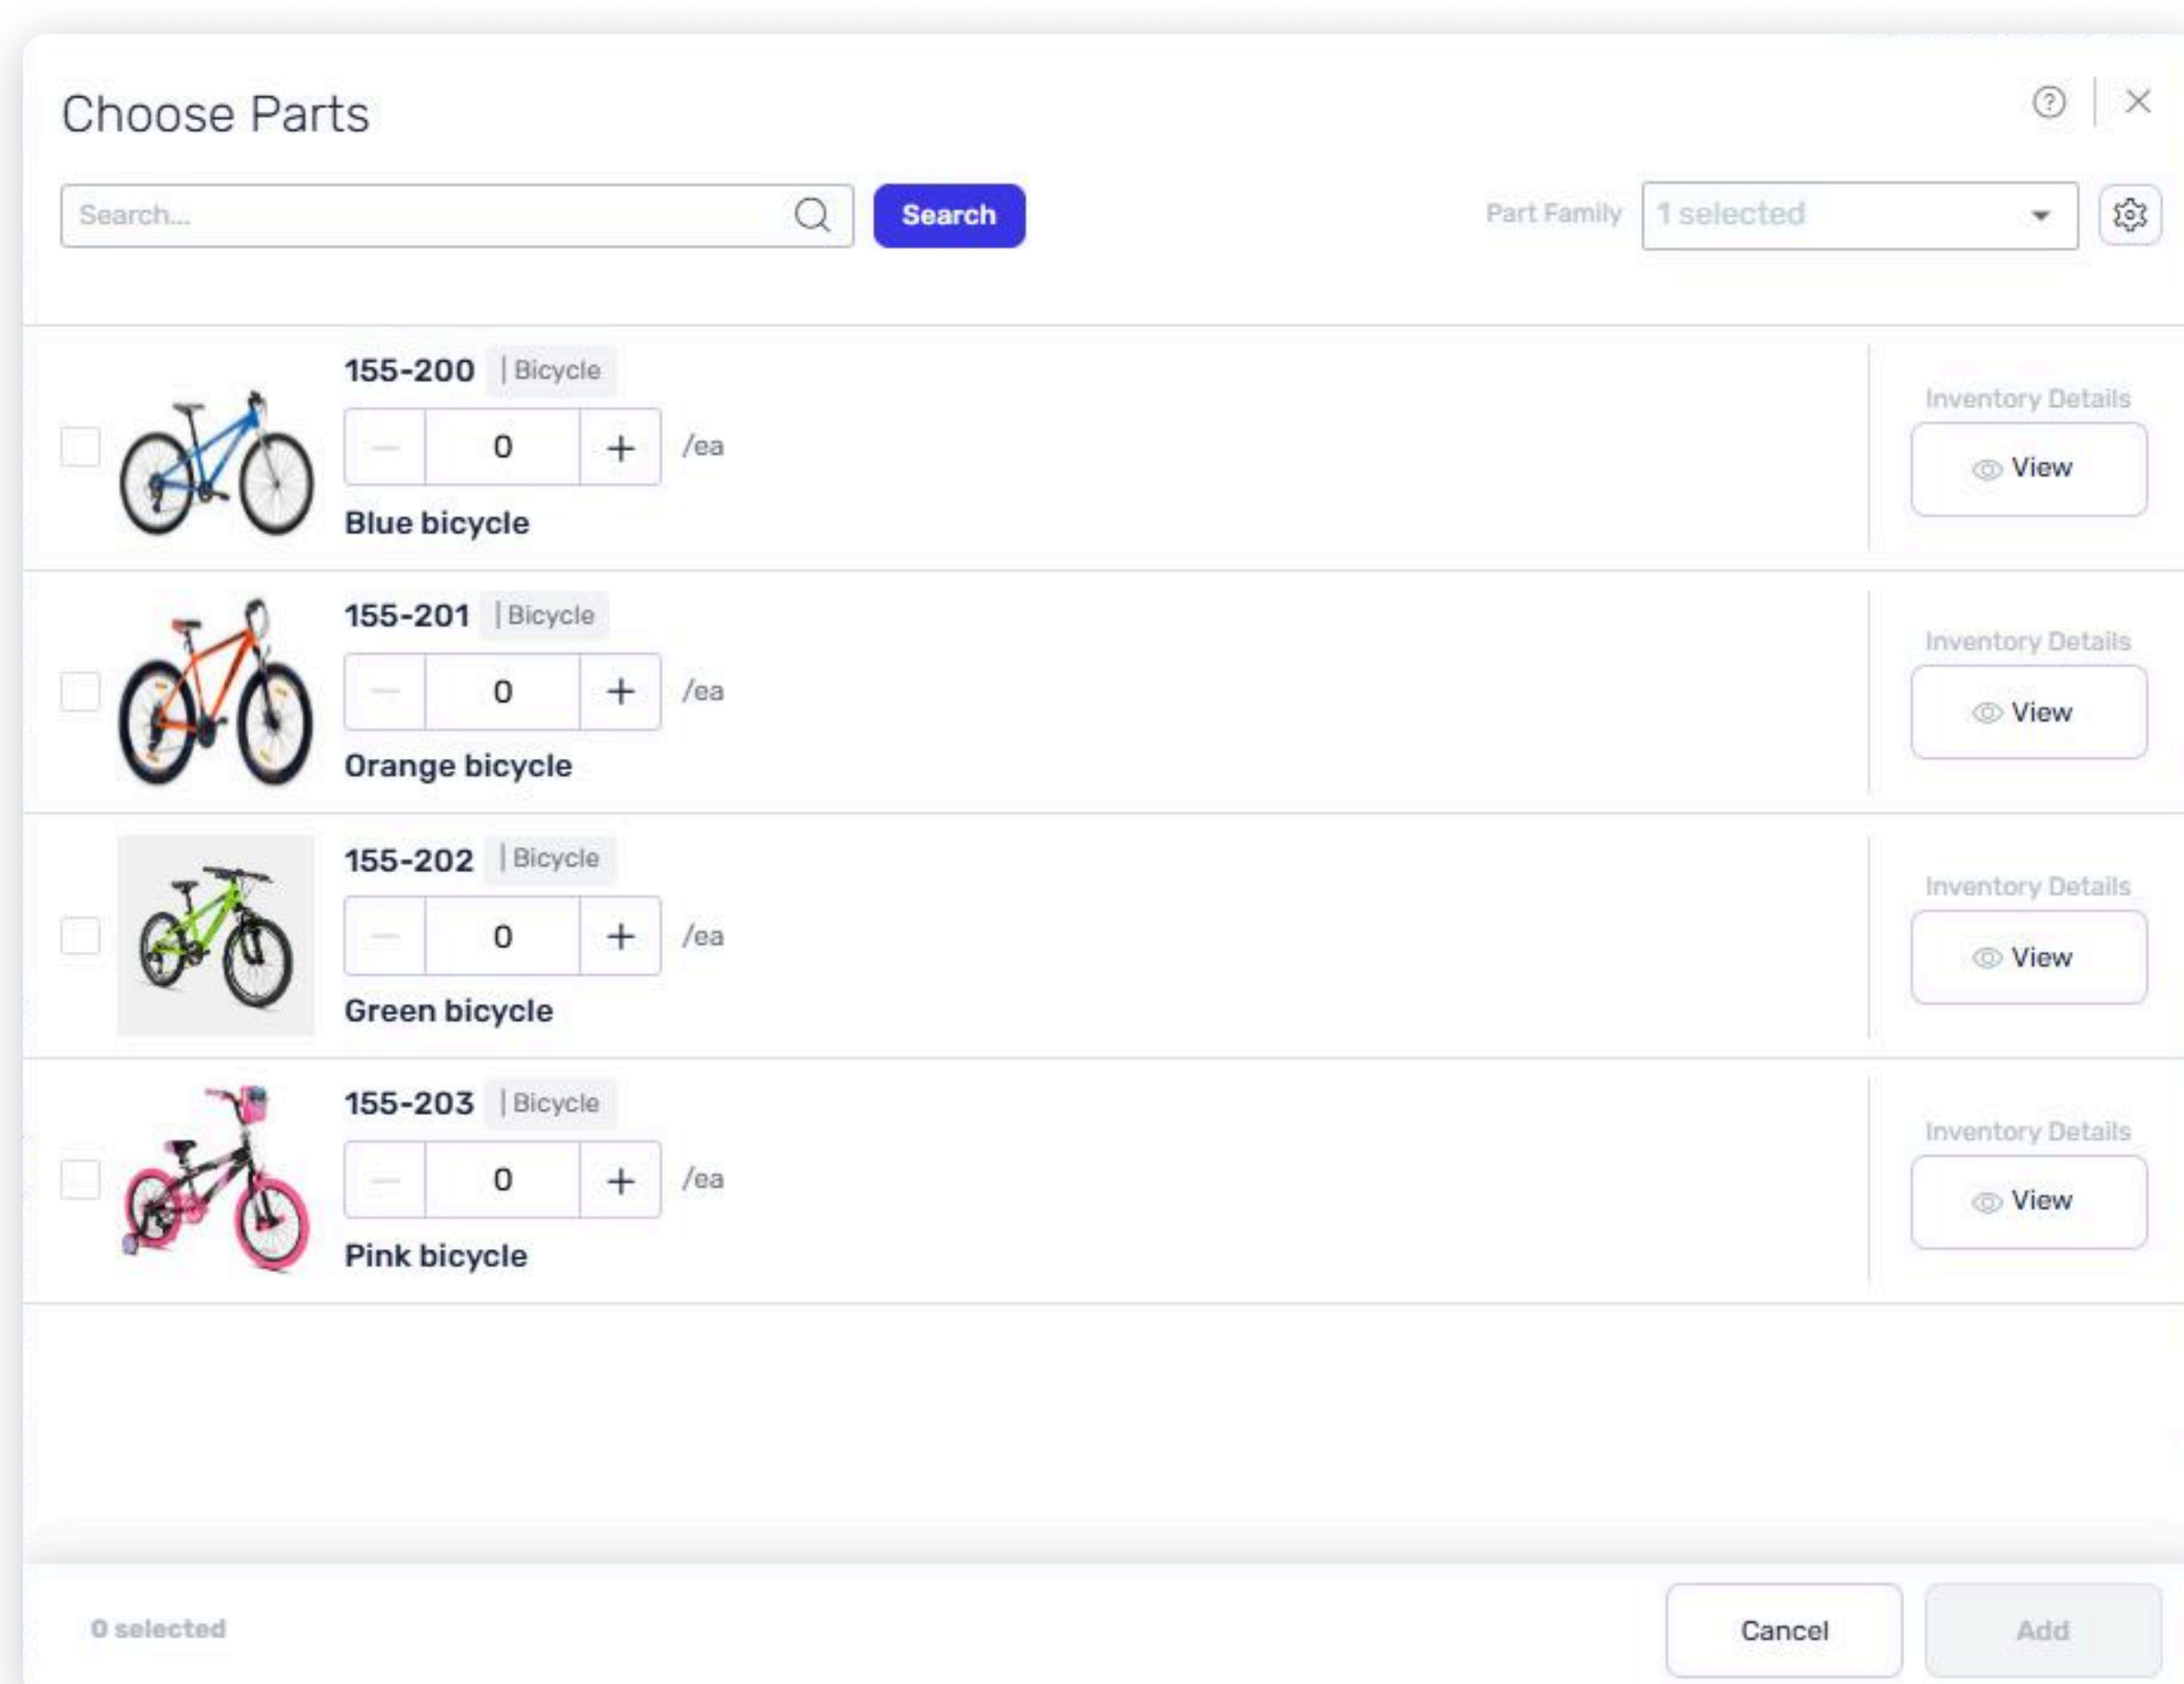 Choose Parts
?
Search...
Search
Part Family
1 selected
155-200 | Bicycle
0 /ea
Blue bicycle
Inventory Details
View
155-201 | Bicycle
0 /ea
Orange bicycle
Inventory Details
View
155-202 | Bicycle
0 /ea
Green bicycle
Inventory Details
View
155-203 | Bicycle
0 /ea
Pink bicycle
Inventory Details
View
0 selected
Cancel
Add